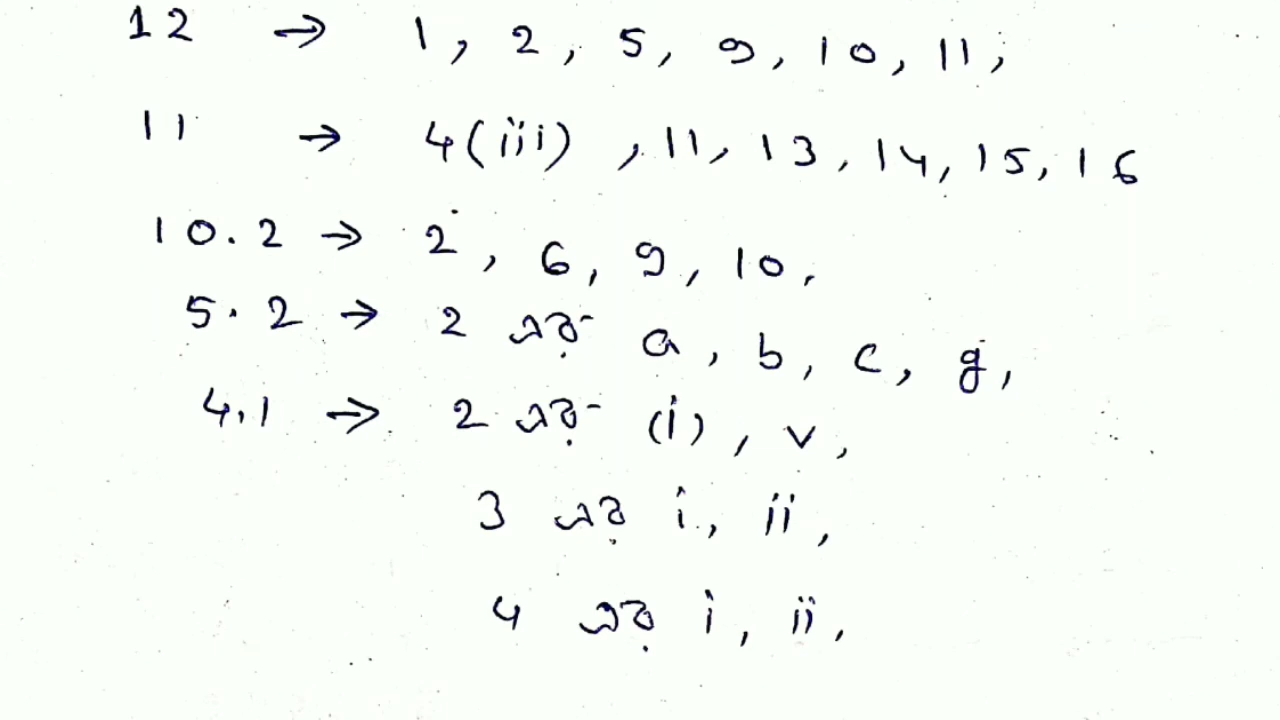 12 → 1, 2, 5, 9, 10, 11,
11 → 4(iii), 11, 13, 14, 15, 16
10.2 → 2, 6, 9, 10.
5.2 → 2 এর a, b, c, g,
4.1 → 2 এর (i), v,
3 এর i, ii,
4 এর i, ii,